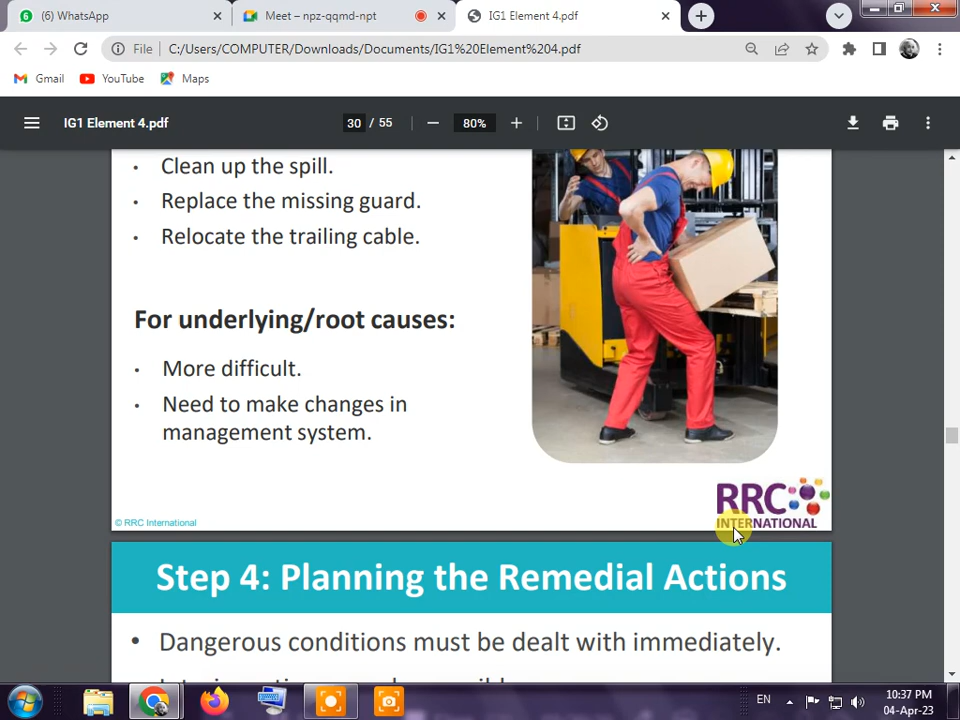 (6) WhatsApp
Meet – npz-qqmd-npt
IG1 Element 4.pdf
File
C:/Users/COMPUTER/Downloads/Documents/IG1%20Element%204.pdf
Gmail
YouTube
Maps
IG1 Element 4.pdf
30 / 55
80%
• Clean up the spill.
• Replace the missing guard.
• Relocate the trailing cable.
For underlying/root causes:
• More difficult.
• Need to make changes in
management system.
© RRC International
RRC
INTERNATIONAL
Step 4: Planning the Remedial Actions
• Dangerous conditions must be dealt with immediately.
EN
10:37 PM
04-Apr-23